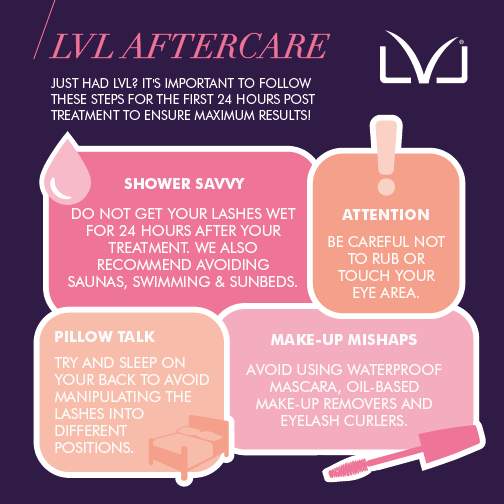 LVL AFTERCARE
LVL®
JUST HAD LVL? IT'S IMPORTANT TO FOLLOW
THESE STEPS FOR THE FIRST 24 HOURS POST
TREATMENT TO ENSURE MAXIMUM RESULTS!
SHOWER SAVVY
DO NOT GET YOUR LASHES WET
FOR 24 HOURS AFTER YOUR
TREATMENT. WE ALSO
RECOMMEND AVOIDING
SAUNAS, SWIMMING & SUNBEDS.
ATTENTION
BE CAREFUL NOT
TO RUB OR
TOUCH YOUR
EYE AREA.
PILLOW TALK
TRY AND SLEEP ON
YOUR BACK TO AVOID
MANIPULATING THE
LASHES INTO
DIFFERENT
POSITIONS.
MAKE-UP MISHAPS
AVOID USING WATERPROOF
MASCARA, OIL-BASED
MAKE-UP REMOVERS AND
EYELASH CURLERS.